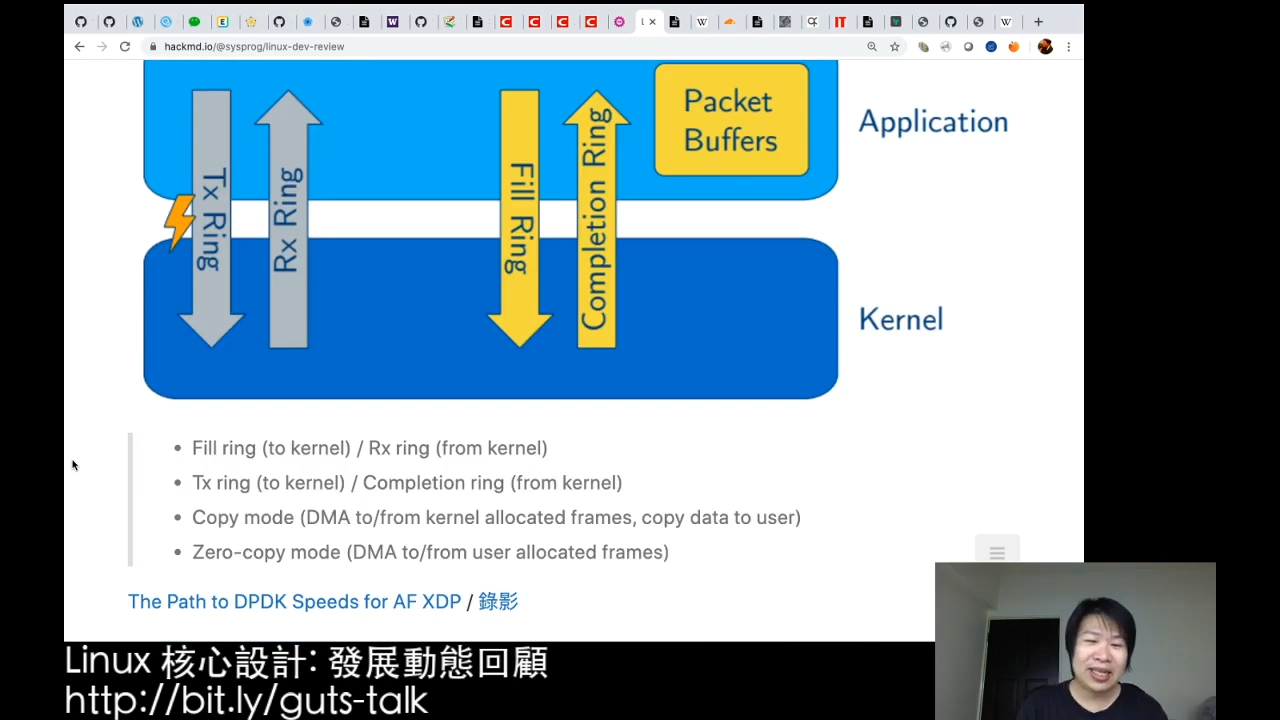 hackmd.io/@sysprog/linux-dev-review
Packet
Buffers
Application
Tx Ring
Rx Ring
Fill Ring
Completion Ring
Kernel
• Fill ring (to kernel) / Rx ring (from kernel)
• Tx ring (to kernel) / Completion ring (from kernel)
• Copy mode (DMA to/from kernel allocated frames, copy data to user)
• Zero-copy mode (DMA to/from user allocated frames)
The Path to DPDK Speeds for AF XDP / 錄影
Linux 核心設計: 發展動態回顧
http://bit.ly/guts-talk